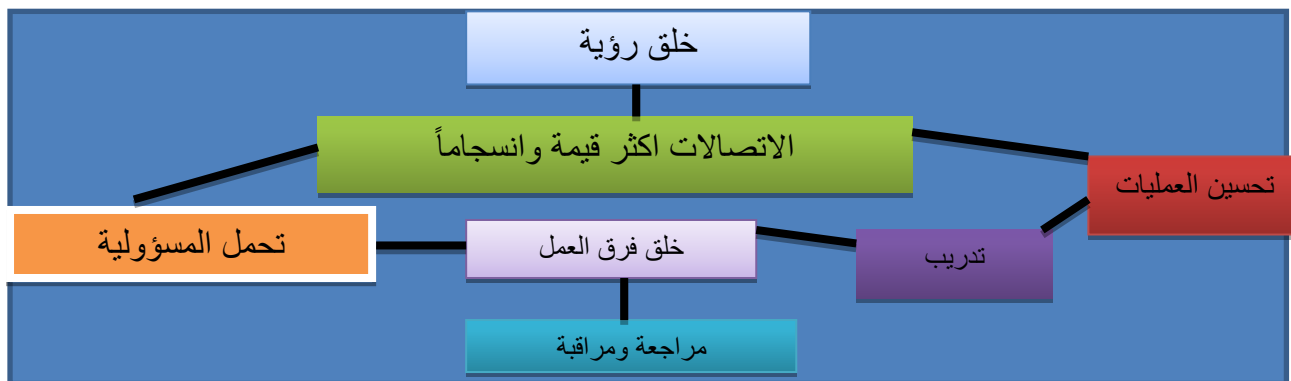 خلق رؤية
الاتصالات اكثر قيمة وانسجاماً
تحسين العمليات
تحمل المسؤولية
خلق فرق العمل
تدريب
مراجعة ومراقبة